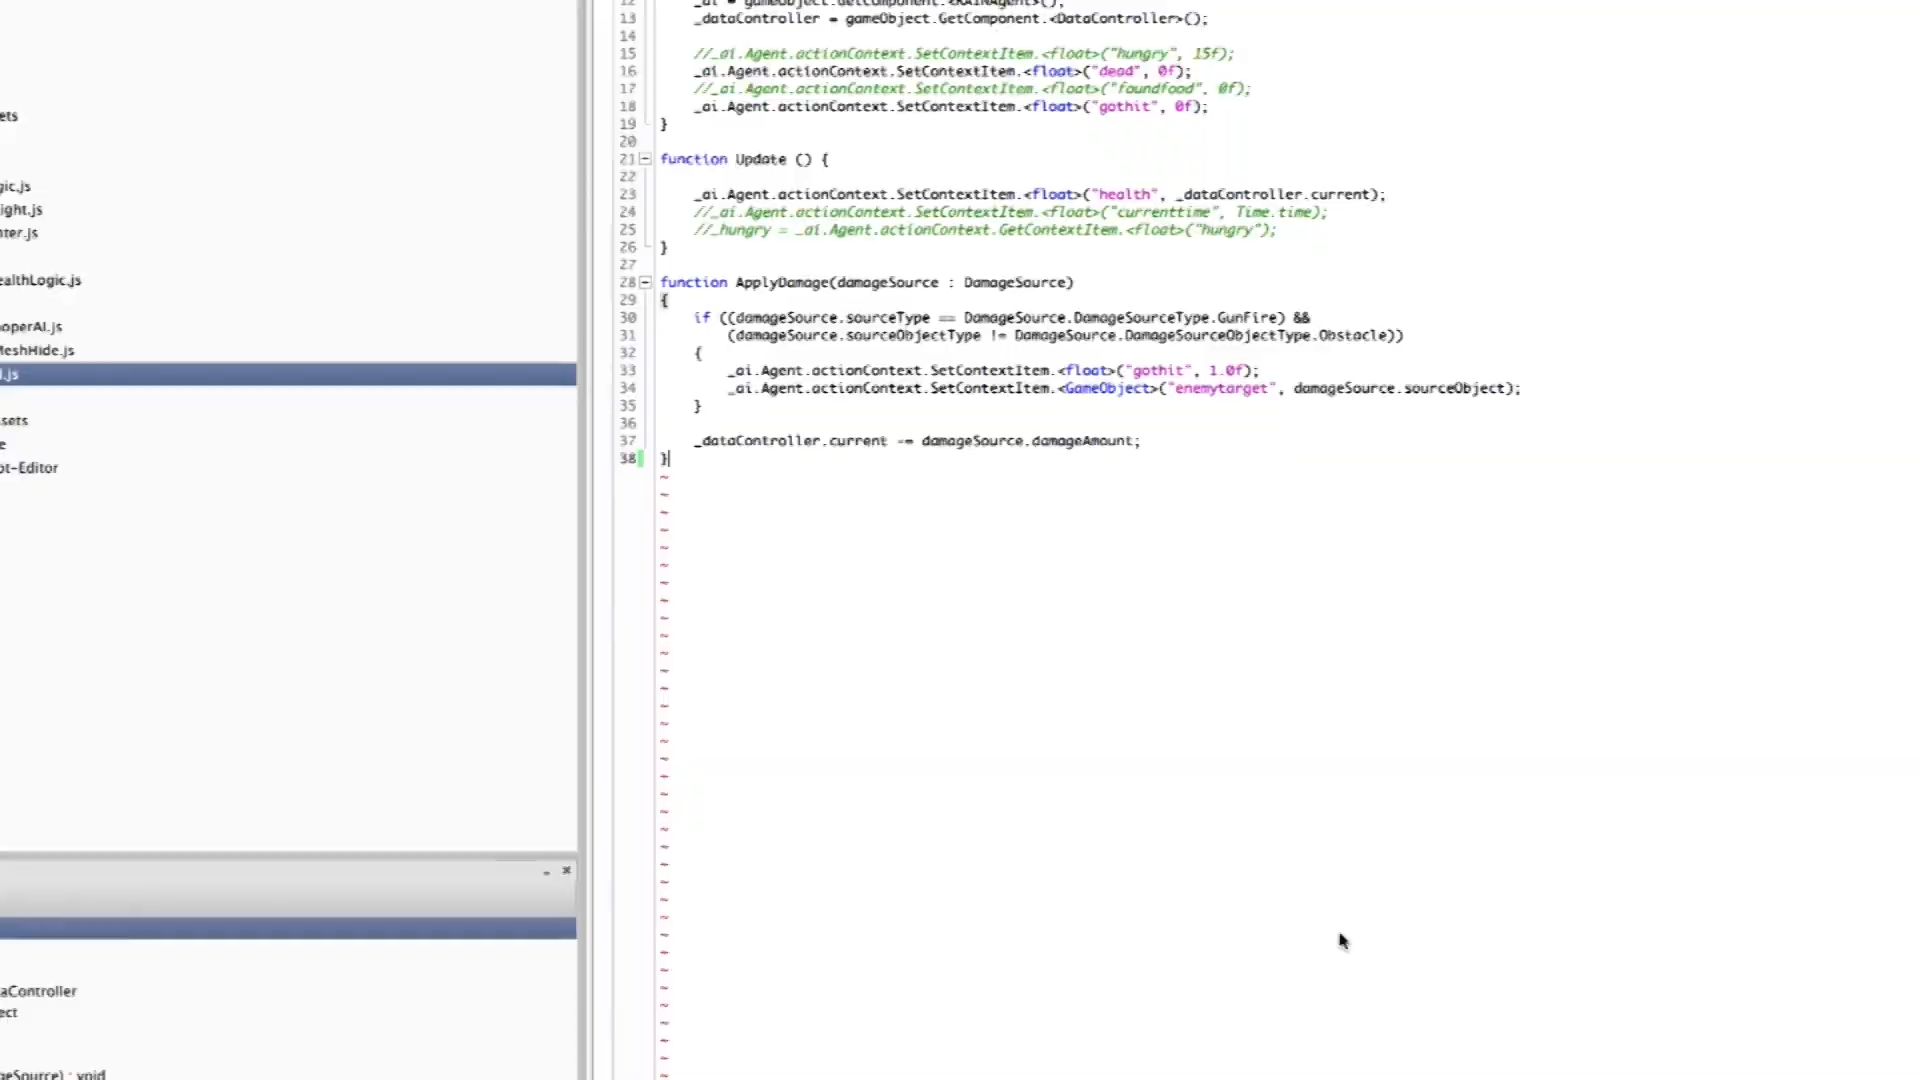 ets
gic.js
ight.js
nter.js
ealthLogic.js
operAI.js
MeshHide.js
l.js
sets
e
pt-Editor
aController
ect
geSource) : void
12 _ai = gameObject.GetComponent.<RAINAgent>();
13 _dataController = gameObject.GetComponent.<DataController>();
14
15 //_ai.Agent.actionContext.SetContextItem.<float>("hungry", 15f);
16 _ai.Agent.actionContext.SetContextItem.<float>("dead", 0f);
17 //_ai.Agent.actionContext.SetContextItem.<float>("foundfood", 0f);
18 _ai.Agent.actionContext.SetContextItem.<float>("gothit", 0f);
19 }
20
21 function Update () {
22
23 _ai.Agent.actionContext.SetContextItem.<float>("health", _dataController.current);
24 //_ai.Agent.actionContext.SetContextItem.<float>("currenttime", Time.time);
25 //_hungry = _ai.Agent.actionContext.GetContextItem.<float>("hungry");
26 }
27
28 function ApplyDamage(damageSource : DamageSource)
29 {
30 if ((damageSource.sourceType == DamageSource.DamageSourceType.GunFire) &&
31 (damageSource.sourceObjectType != DamageSource.DamageSourceObjectType.Obstacle))
32 {
33 _ai.Agent.actionContext.SetContextItem.<float>("gothit", 1.0f);
34 _ai.Agent.actionContext.SetContextItem.<GameObject>("enemytarget", damageSource.sourceObject);
35 }
36
37 _dataController.current -= damageSource.damageAmount;
38 }